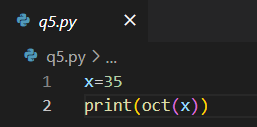 q5.py ×
q5.py > ...
1 x=35
2 print(oct(x))